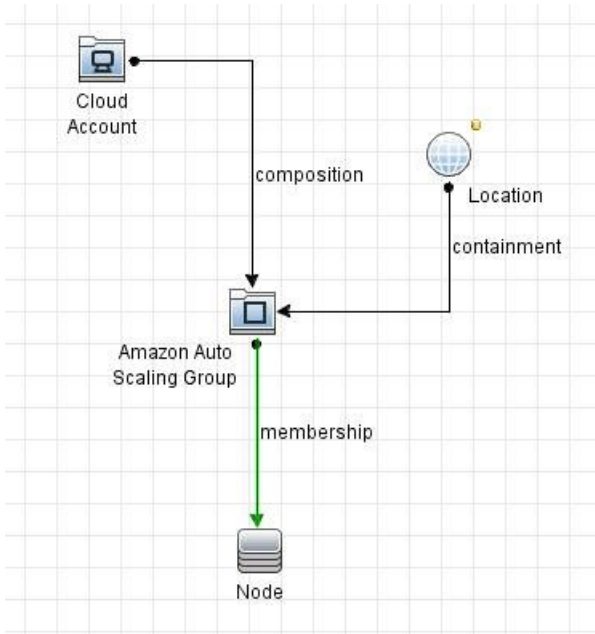 Cloud
Account
composition
Location
containment
Amazon Auto
Scaling Group
membership
Node